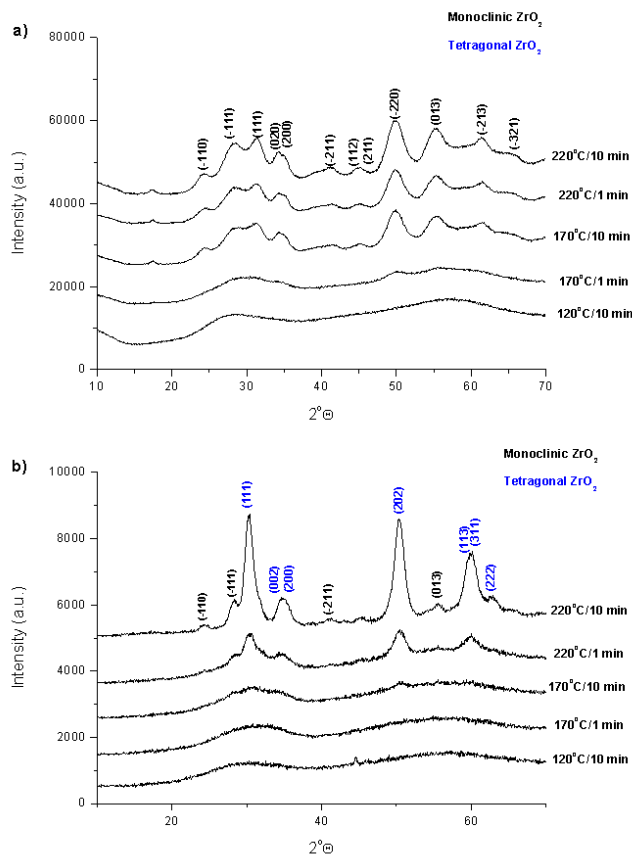 a)
Monoclinic ZrO2
Tetragonal ZrO2
80000
60000
40000
20000
0
Intensity (a.u.)
(-110)
(-111)
(111)
(020)
(200)
(-211)
(112)
(211)
(-220)
(013)
(-213)
(-321)
220°C/10 min
220°C/1 min
170°C/10 min
170°C/1 min
120°C/10 min
10 20 30 40 50 60 70
2°Θ
b)
Monoclinic ZrO2
Tetragonal ZrO2
10000
8000
6000
4000
2000
0
Intensity (a.u.)
(-110)
(-111)
(111)
(002)
(200)
(-211)
(202)
(013)
(113)
(311)
(222)
220°C/10 min
220°C/1 min
170°C/10 min
170°C/1 min
120°C/10 min
20 40 60
2°Θ